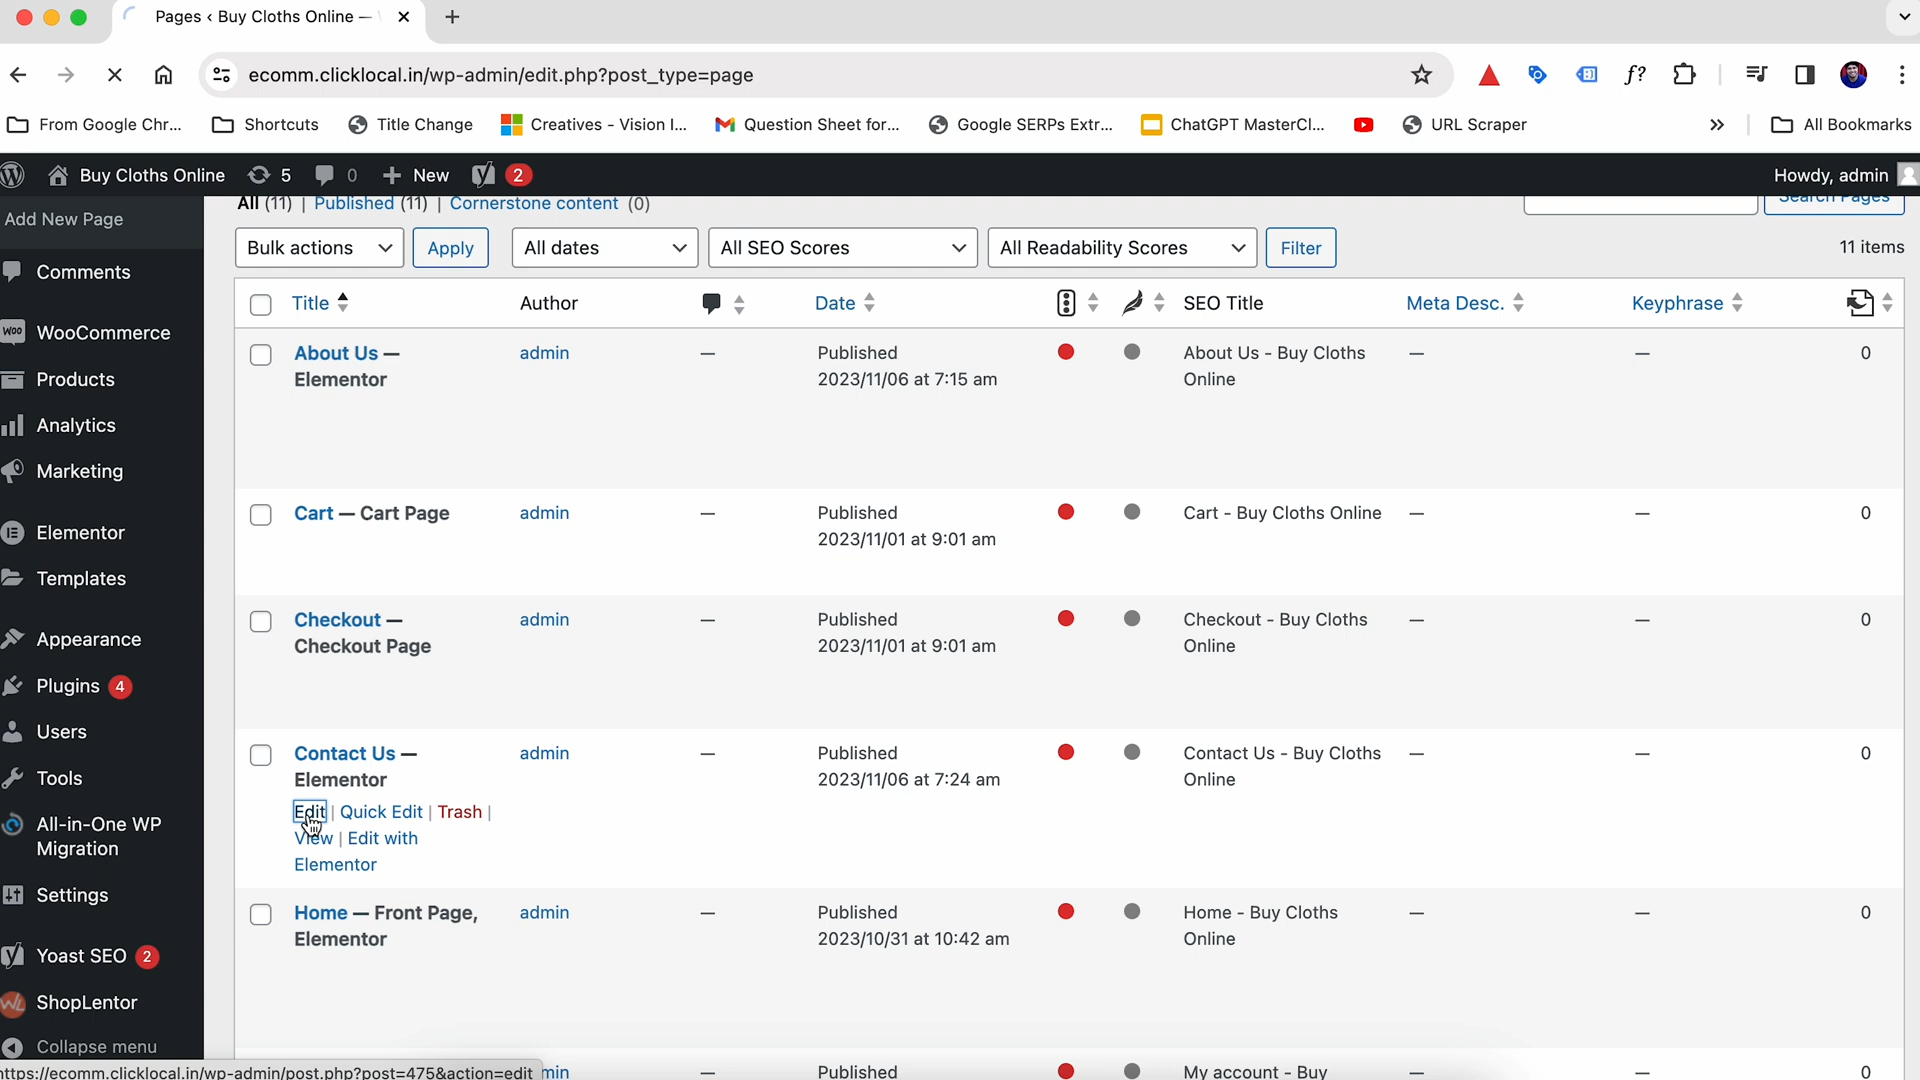 Pages ‹ Buy Cloths Online —
ecomm.clicklocal.in/wp-admin/edit.php?post_type=page
f?
From Google Chr... Shortcuts Title Change Creatives - Vision I... Question Sheet for... Google SERPs Extr... ChatGPT MasterCl... URL Scraper » All Bookmarks
Buy Cloths Online 5 0 + New 2 Howdy, admin
Add New Page
Comments
WooCommerce
Products
Analytics
Marketing
Elementor
Templates
Appearance
Plugins 4
Users
Tools
All-in-One WP
Migration
Settings
Yoast SEO 2
ShopLentor
Collapse menu
https://ecomm.clicklocal.in/wp-admin/post.php?post=475&action=edit
All (11) | Published (11) | Cornerstone content (0) Search Pages
Bulk actions Apply All dates All SEO Scores All Readability Scores Filter 11 items
Title Author Date SEO Title Meta Desc. Keyphrase
About Us — admin — Published About Us - Buy Cloths — — 0
Elementor 2023/11/06 at 7:15 am Online
Cart — Cart Page admin — Published Cart - Buy Cloths Online — — 0
2023/11/01 at 9:01 am
Checkout — admin — Published Checkout - Buy Cloths — — 0
Checkout Page 2023/11/01 at 9:01 am Online
Contact Us — admin — Published Contact Us - Buy Cloths — — 0
Elementor 2023/11/06 at 7:24 am Online
Edit | Quick Edit | Trash |
View | Edit with
Elementor
Home — Front Page, admin — Published Home - Buy Cloths — — 0
Elementor 2023/10/31 at 10:42 am Online
— Published My account - Buy — — 0